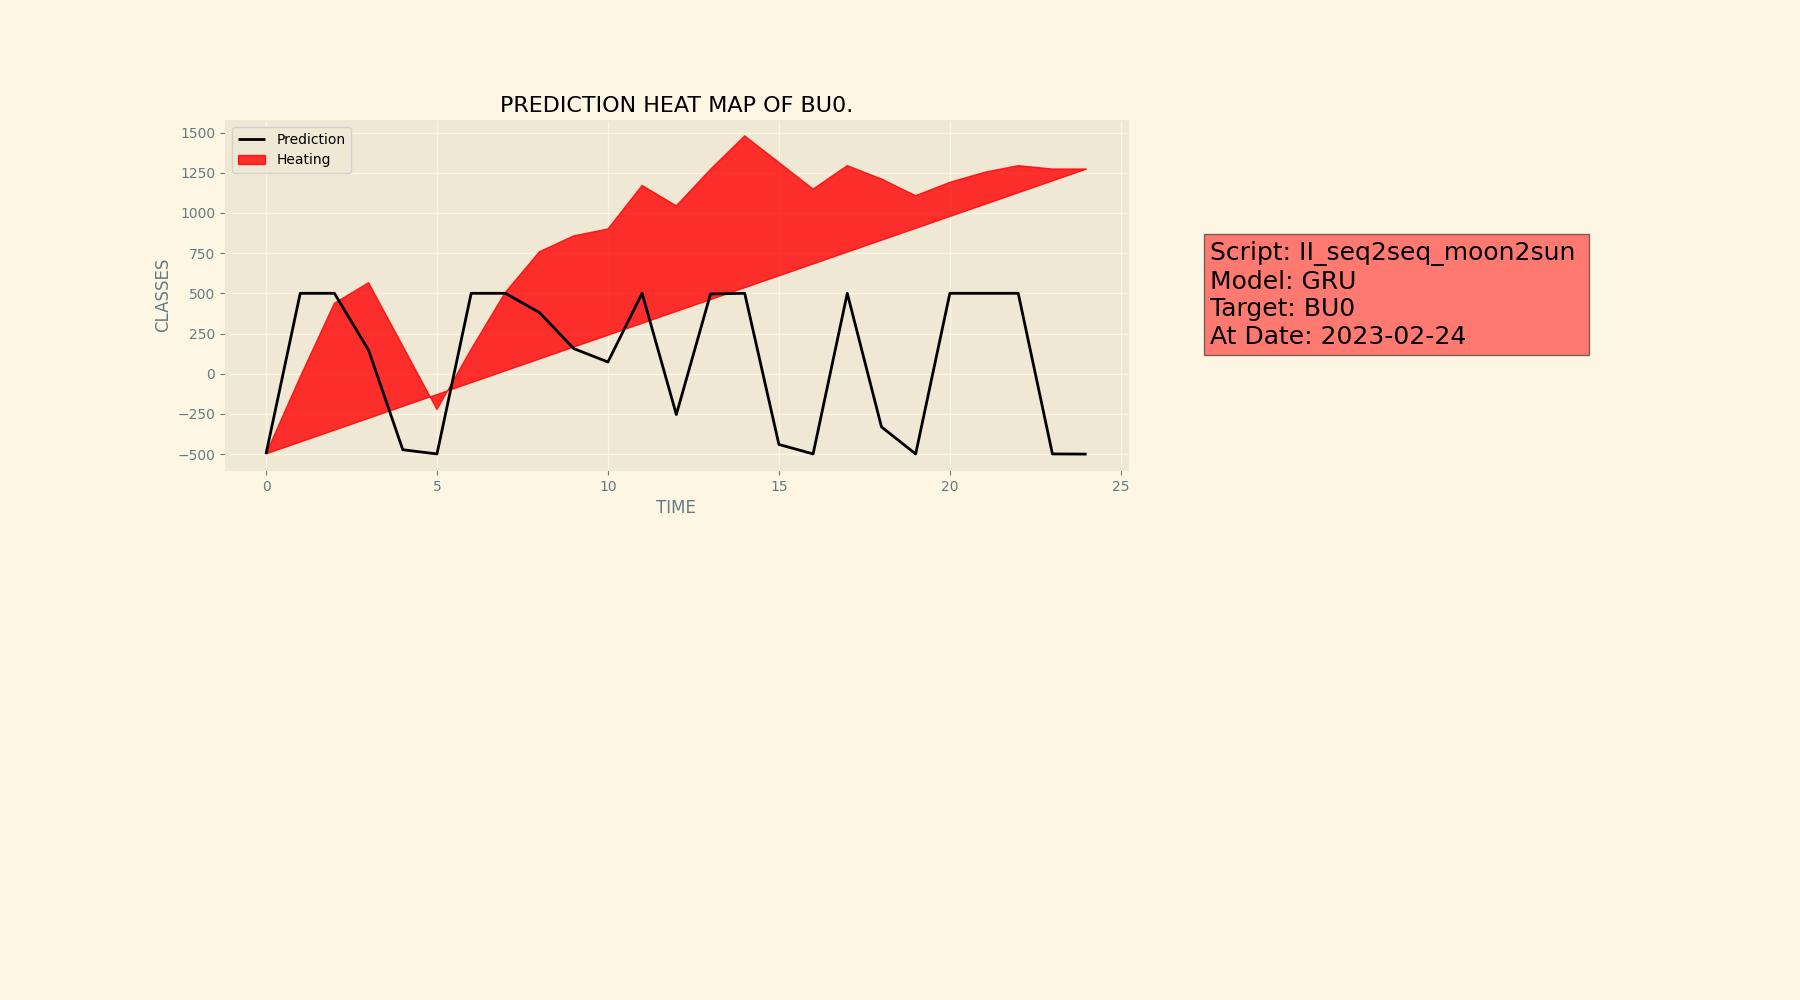 PREDICTION HEAT MAP OF BU0.
Prediction
Heating
1500
1250
1000
750
500
250
0
−250
−500
CLASSES
0 5 10 15 20 25
TIME
Script: II_seq2seq_moon2sun
Model: GRU
Target: BU0
At Date: 2023-02-24